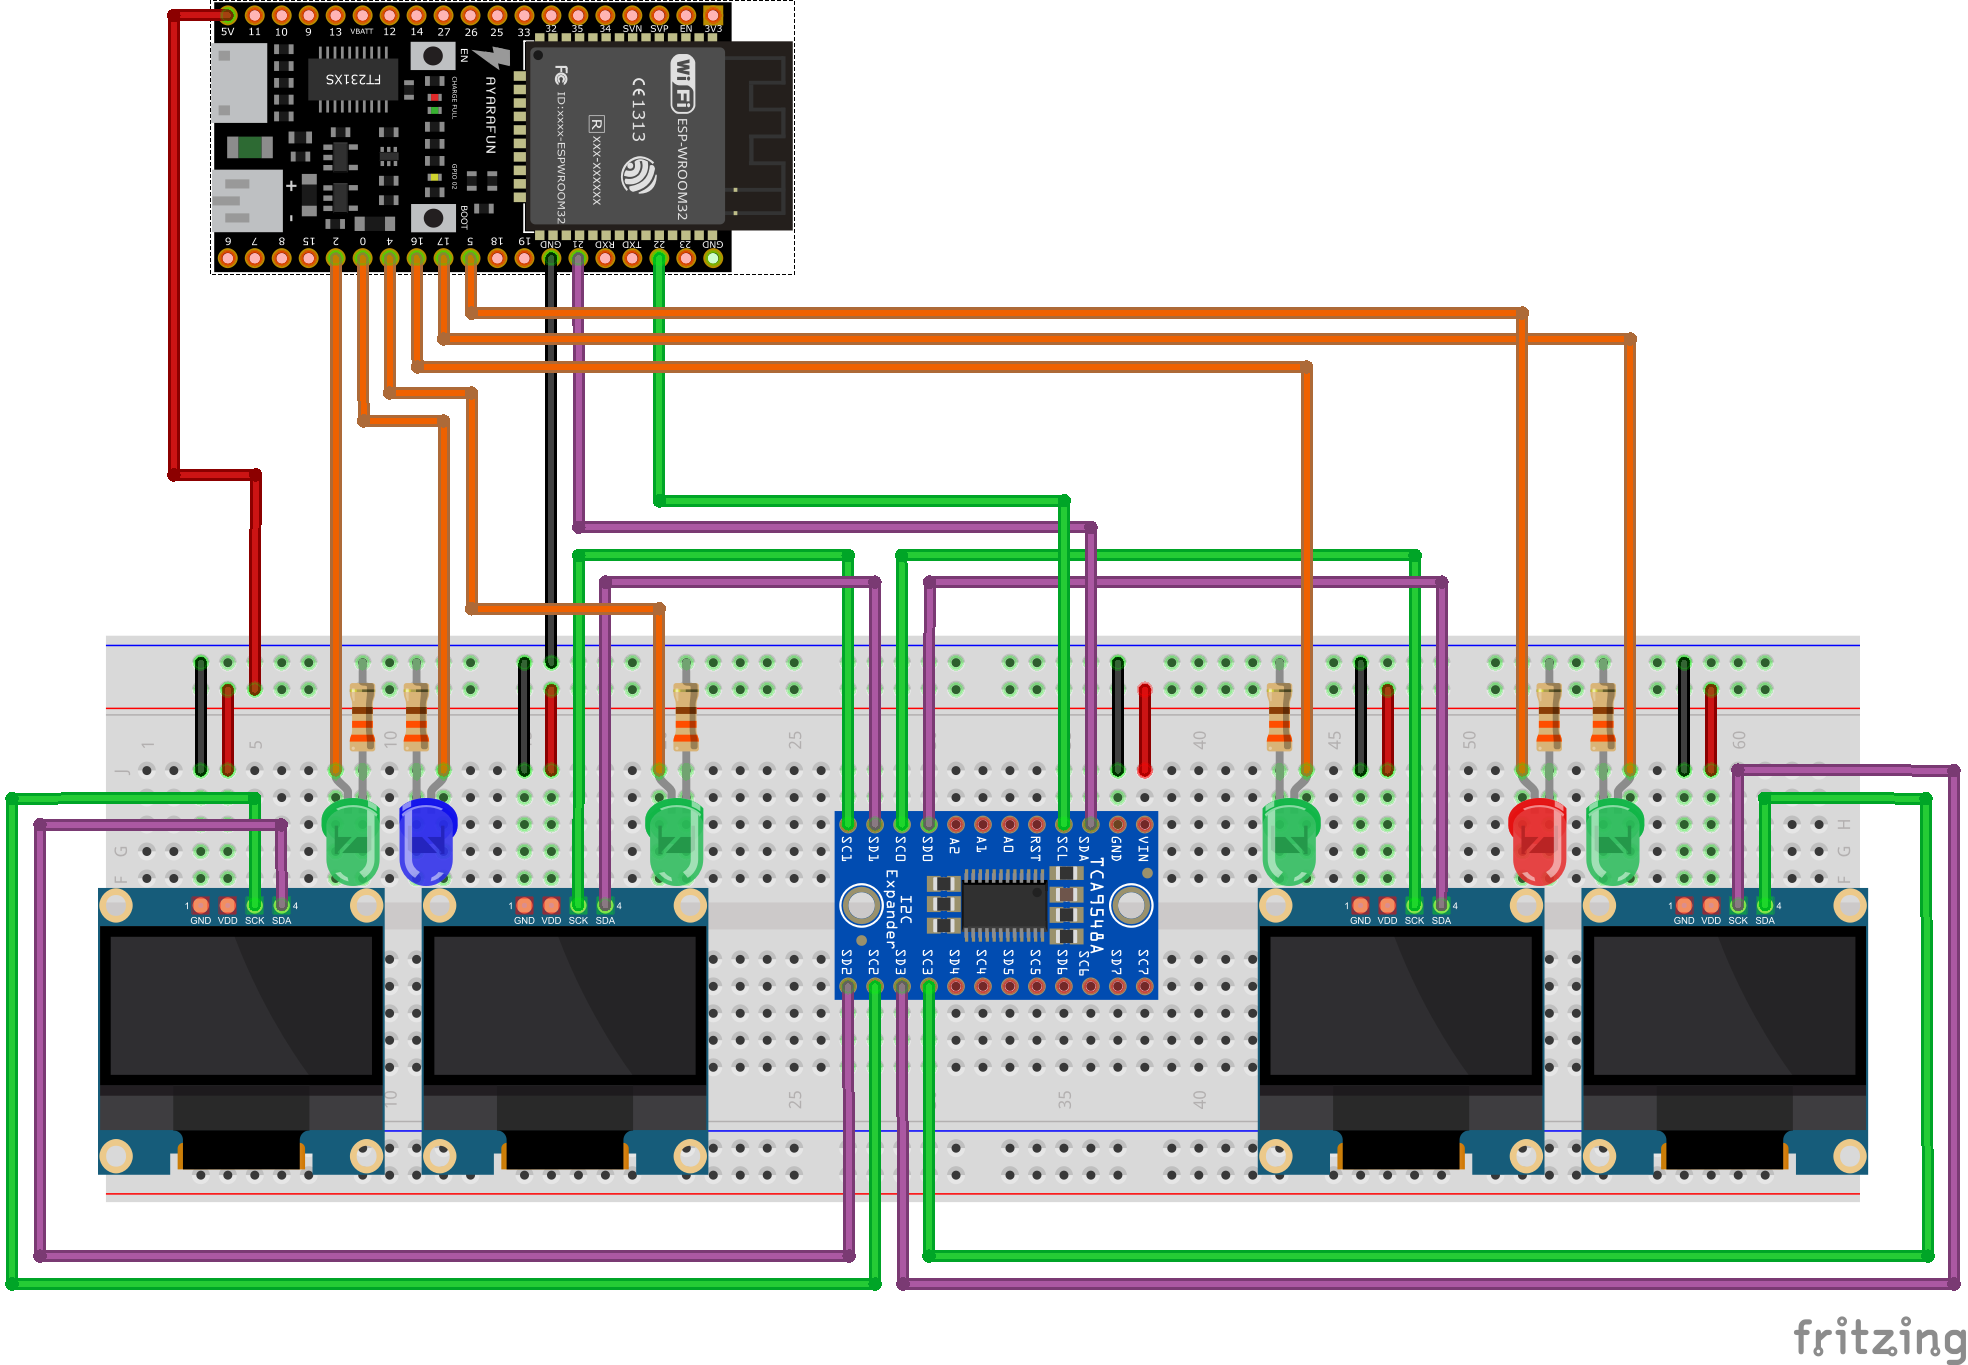 5V 11 10 9 13 VBATT 12 14 27 26 25 33 32 35 34 SVN SVP EN 3V3
FT231XS
EN
CHARGE FULL
AYARAFUN
GPIO 02
BOOT
+
-
FC ID:xxxx-ESPWROOM32
R xxx-xxxxxx
CE1313
WiFi ESP-WROOM32
6 7 8 15 2 0 4 16 17 5 18 19 GND 21 RXD TXD 22 23 GND
1 5 10 25 40 45 50 60
J
H
G G
F F
SC1 SD1 SC0 SD0 A2 A1 A0 RST SCL SDA GND VIN
I2C
Expander
TCA9548A
SD2 SC2 SD3 SC3 SD4 SC4 SD5 SC5 SD6 SC6 SD7 SC7
1 4
GND VDD SCK SDA
1 4
GND VDD SCK SDA
1 4
GND VDD SCK SDA
1 4
GND VDD SCK SDA
10 25 35 40
fritzing